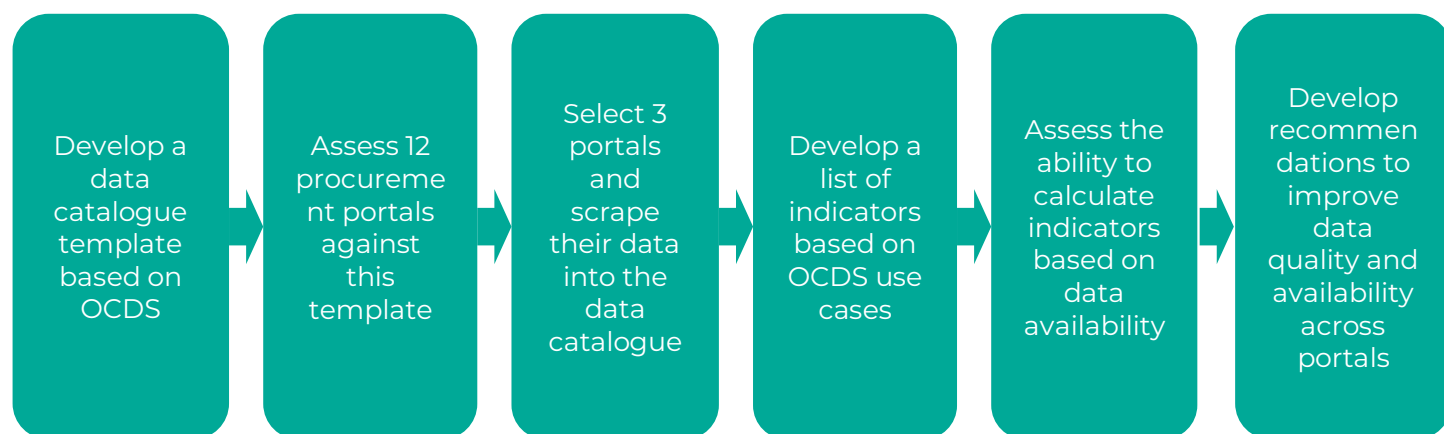 Develop a
data
catalogue
template
based on
OCDS
Assess 12
procureme
nt portals
against
this
template
Select 3
portals
and
scrape
their data
into the
data
catalogue
Develop a
list of
indicators
based on
OCDS use
cases
Assess the
ability to
calculate
indicators
based on
data
availability
Develop
recommen
dations to
improve
data
quality and
availability
across
portals